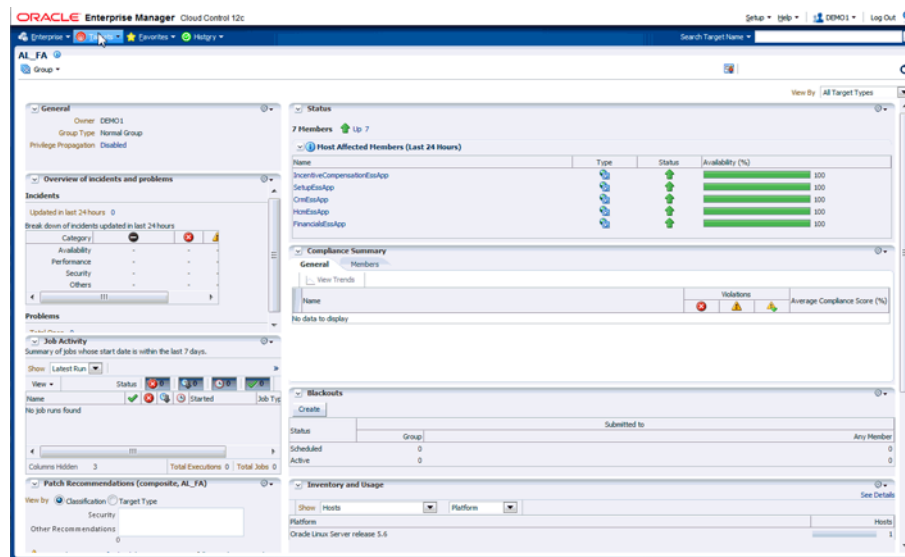 ORACLE Enterprise Manager Cloud Control 12c
Setup Help DEMO1 Log Out
Enterprise Targets Favorites History Search Target Name
AL_FA
Group
View By All Target Types
General
Owner DEMO1
Group Type Normal Group
Privilege Propagation Disabled
Overview of incidents and problems
Incidents
Updated in last 24 hours 0
Break down of incidents updated in last 24 hours
Category
Availability - -
Performance - -
Security - -
Others - -
Problems
Job Activity
Summary of jobs whose start date is within the last 7 days.
Show Latest Run
View Status 0 0 0 0
Name Started Job Typ
No job runs found
Columns Hidden 3 Total Executions 0 Total Jobs 0
Patch Recommendations (composite, AL_FA)
View by Classification Target Type
Security
Other Recommendations
0
Status
7 Members Up 7
Most Affected Members (Last 24 Hours)
Name Type Status Availability (%)
IncentiveCompensationEssApp 100
SetupEssApp 100
CrmEssApp 100
HcmEssApp 100
FinancialsEssApp 100
Compliance Summary
General Members
View Trends
Name Violations Average Compliance Score (%)
No data to display
Blackouts
Create
Status Submitted to
Group Any Member
Scheduled 0 0
Active 0 0
Inventory and Usage
See Details
Show Hosts Platform
Platform Hosts
Oracle Linux Server release 5.6 1